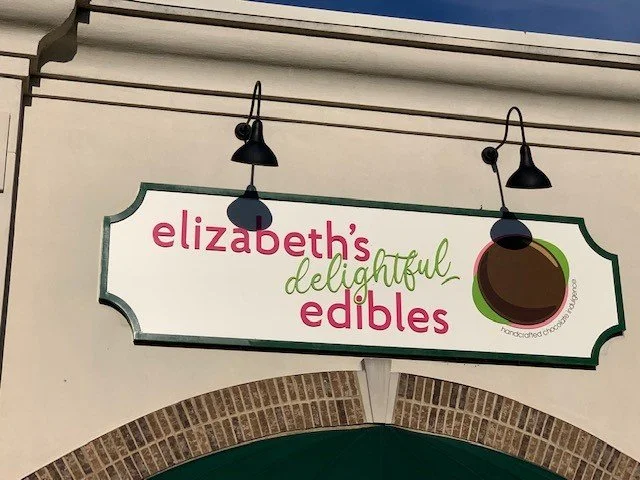 elizabeth's
delightful
edibles
handcrafted chocolate indulgence